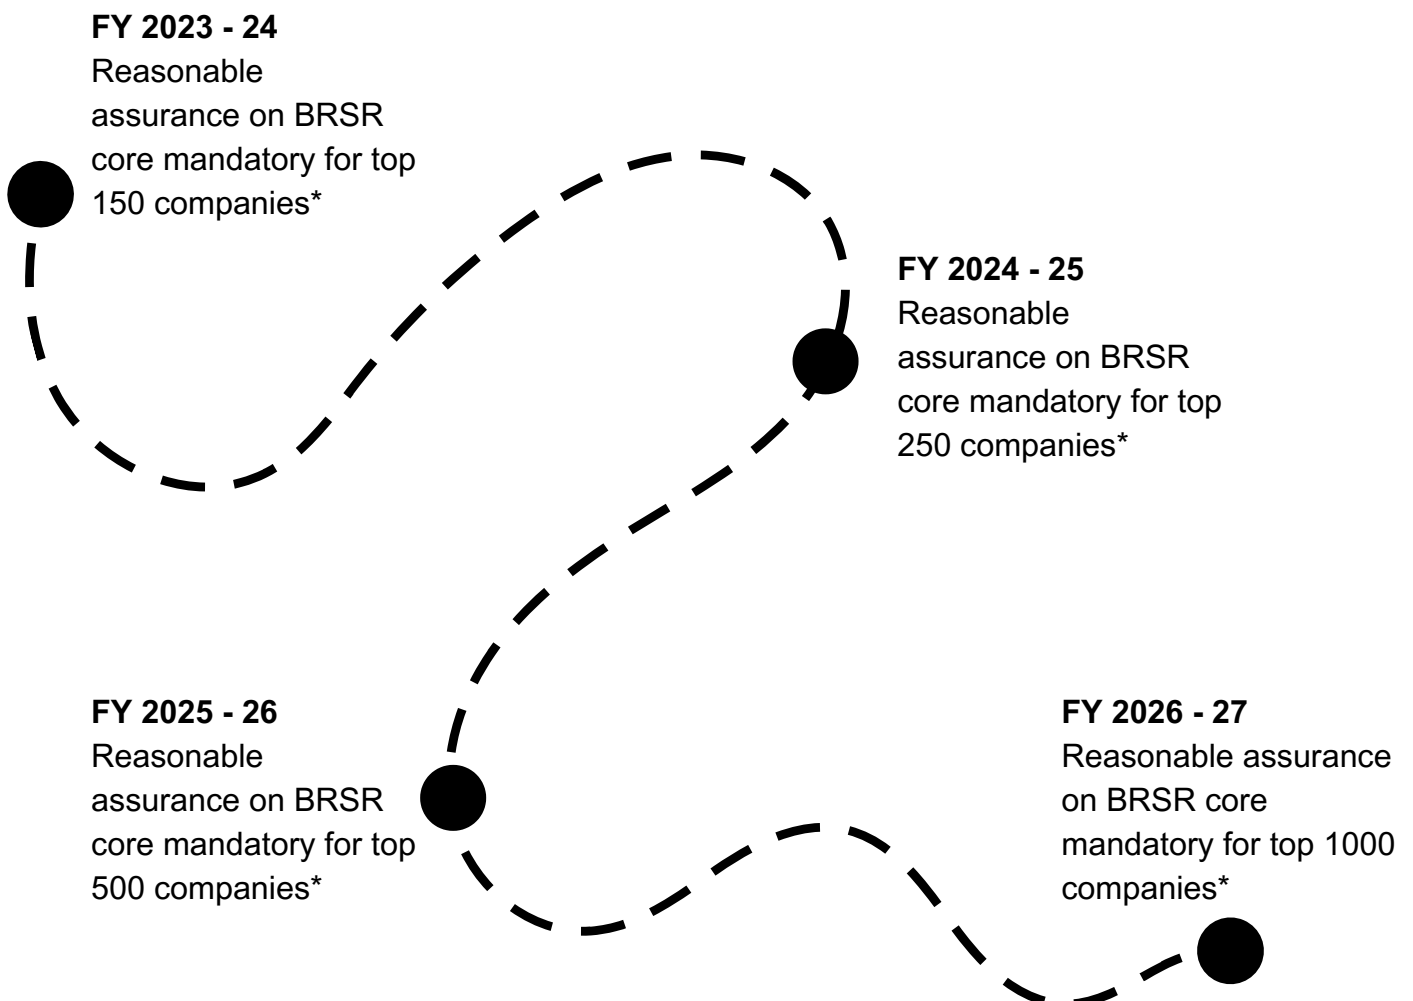 FY 2023 - 24
Reasonable
assurance on BRSR
core mandatory for top
150 companies*
FY 2024 - 25
Reasonable
assurance on BRSR
core mandatory for top
250 companies*
FY 2025 - 26
Reasonable
assurance on BRSR
core mandatory for top
500 companies*
FY 2026 - 27
Reasonable assurance
on BRSR core
mandatory for top 1000
companies*